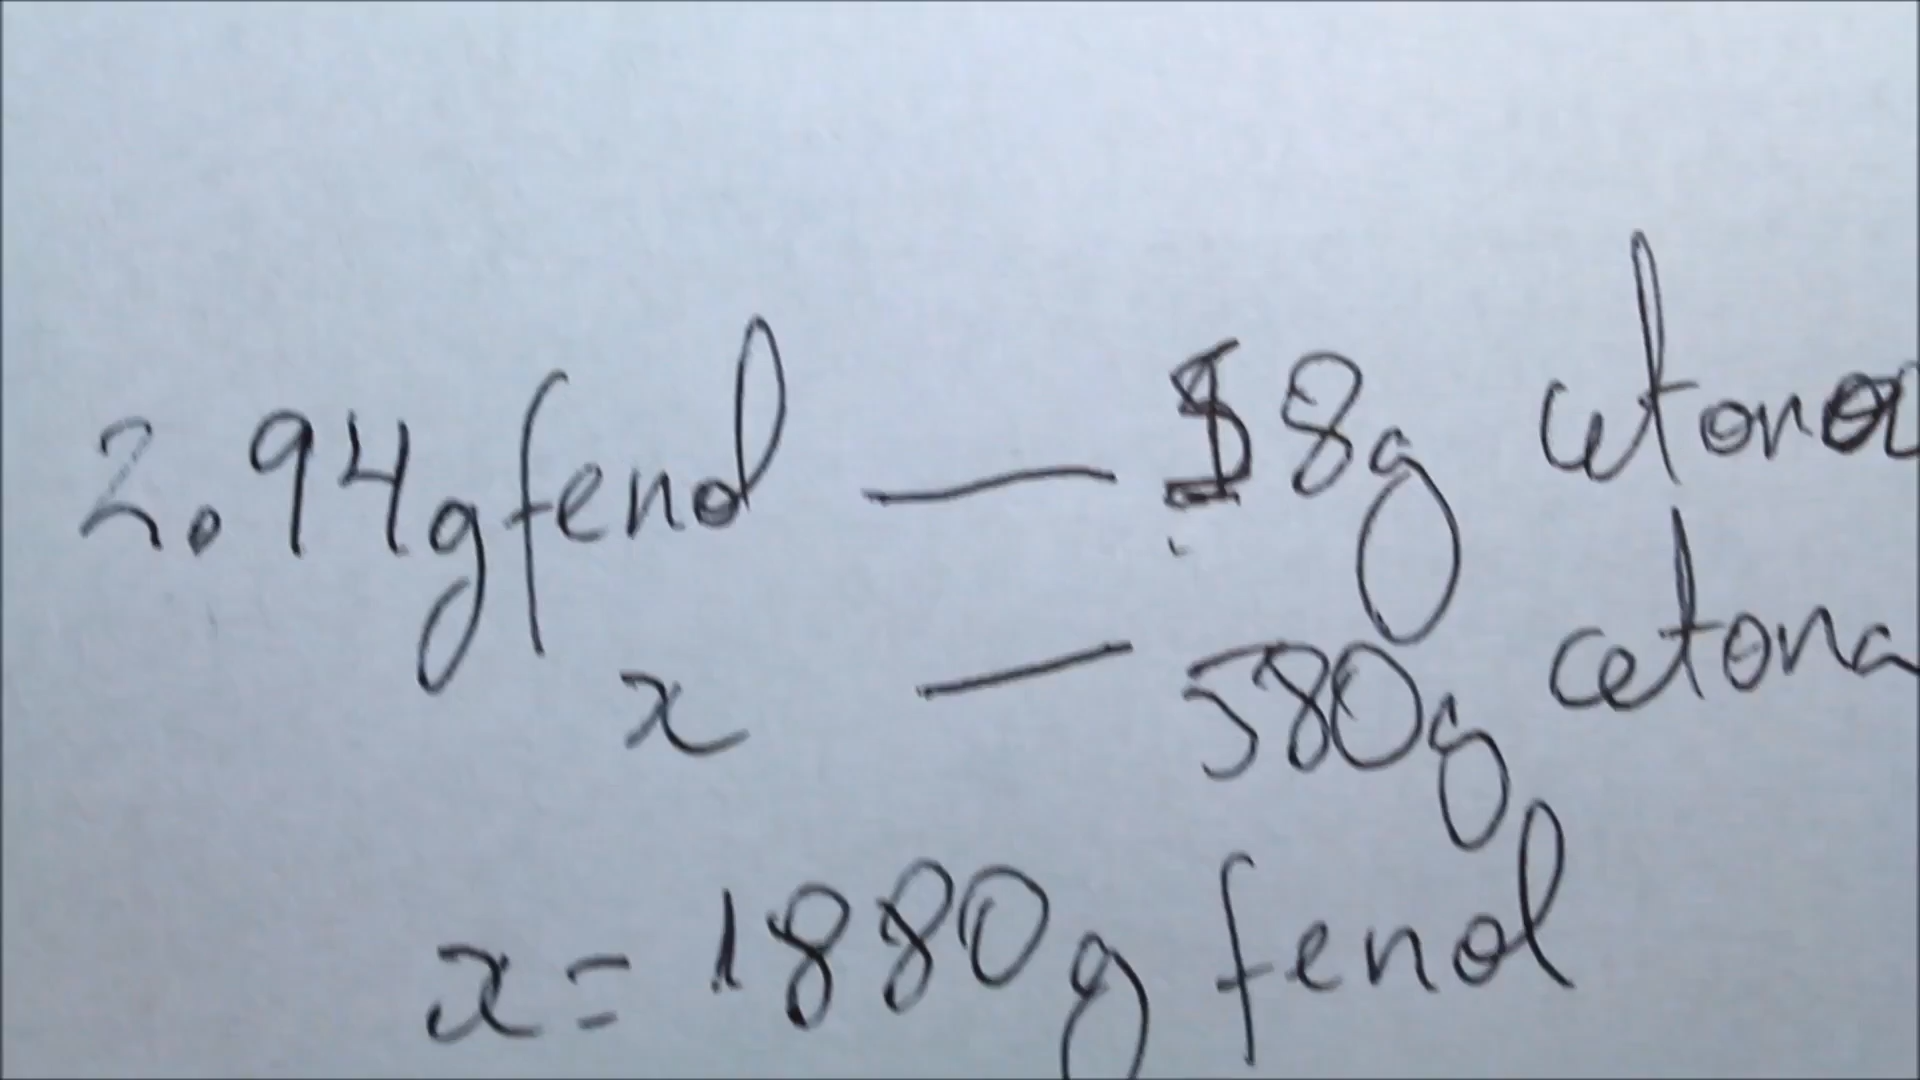 2.94g fenol — 58g cetona
x — 580g cetona
x = 1880g fenol